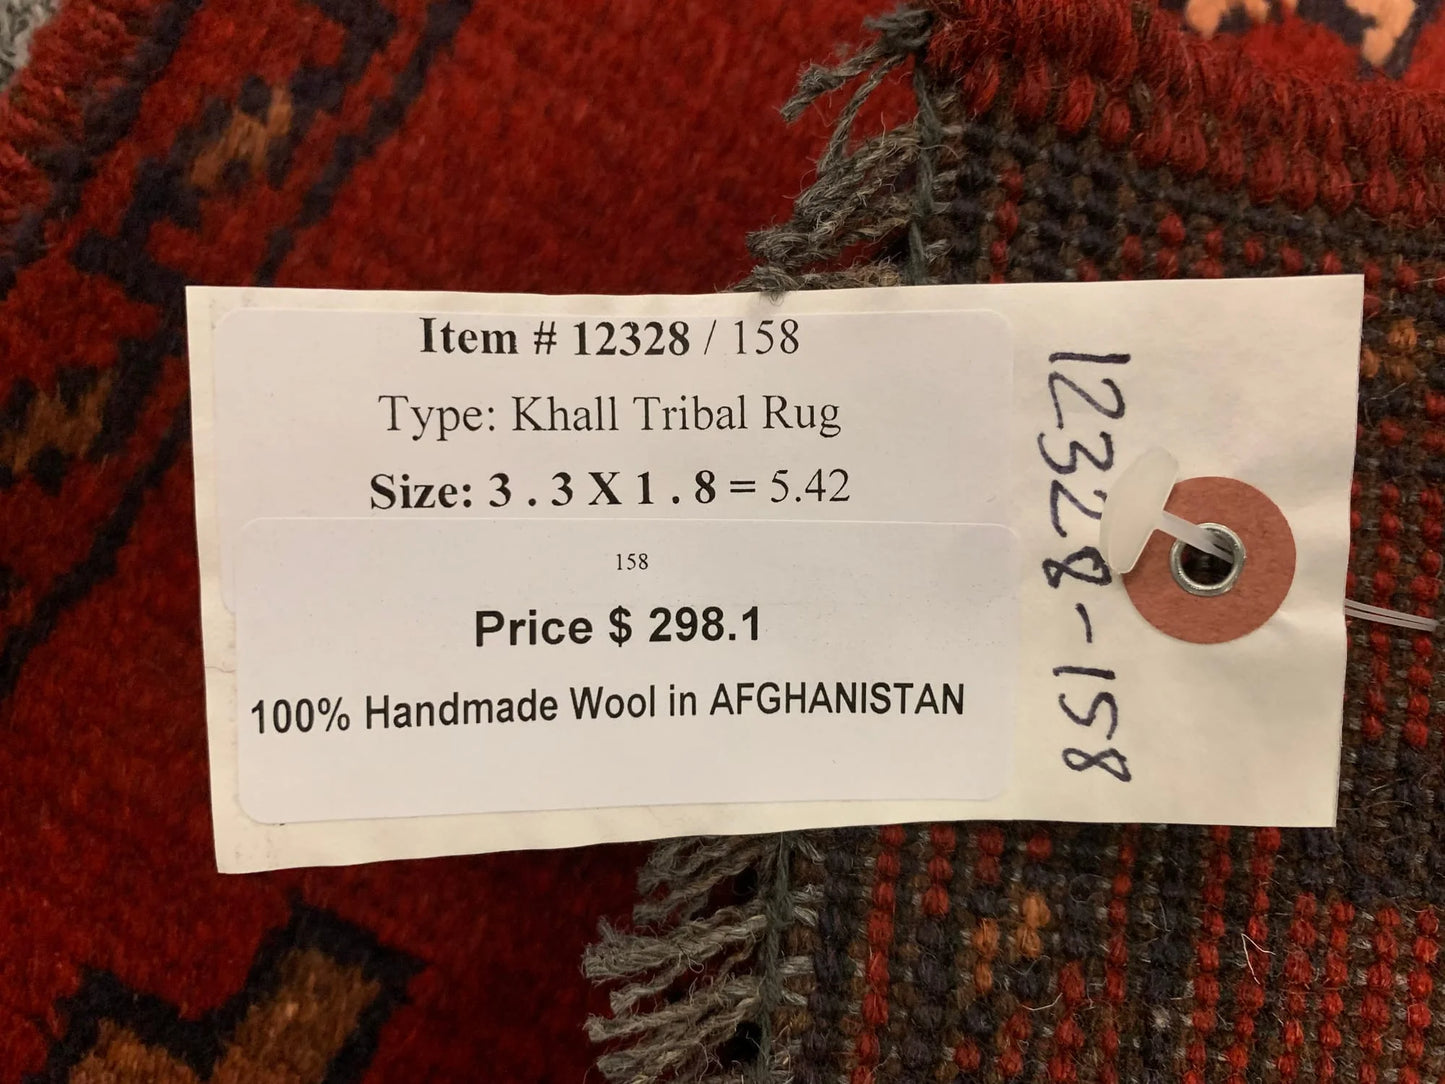 Item # 12328 / 158
Type: Khall Tribal Rug
Size: 3 . 3 X 1 . 8 = 5.42
158
Price $ 298.1
100% Handmade Wool in AFGHANISTAN
12328-158